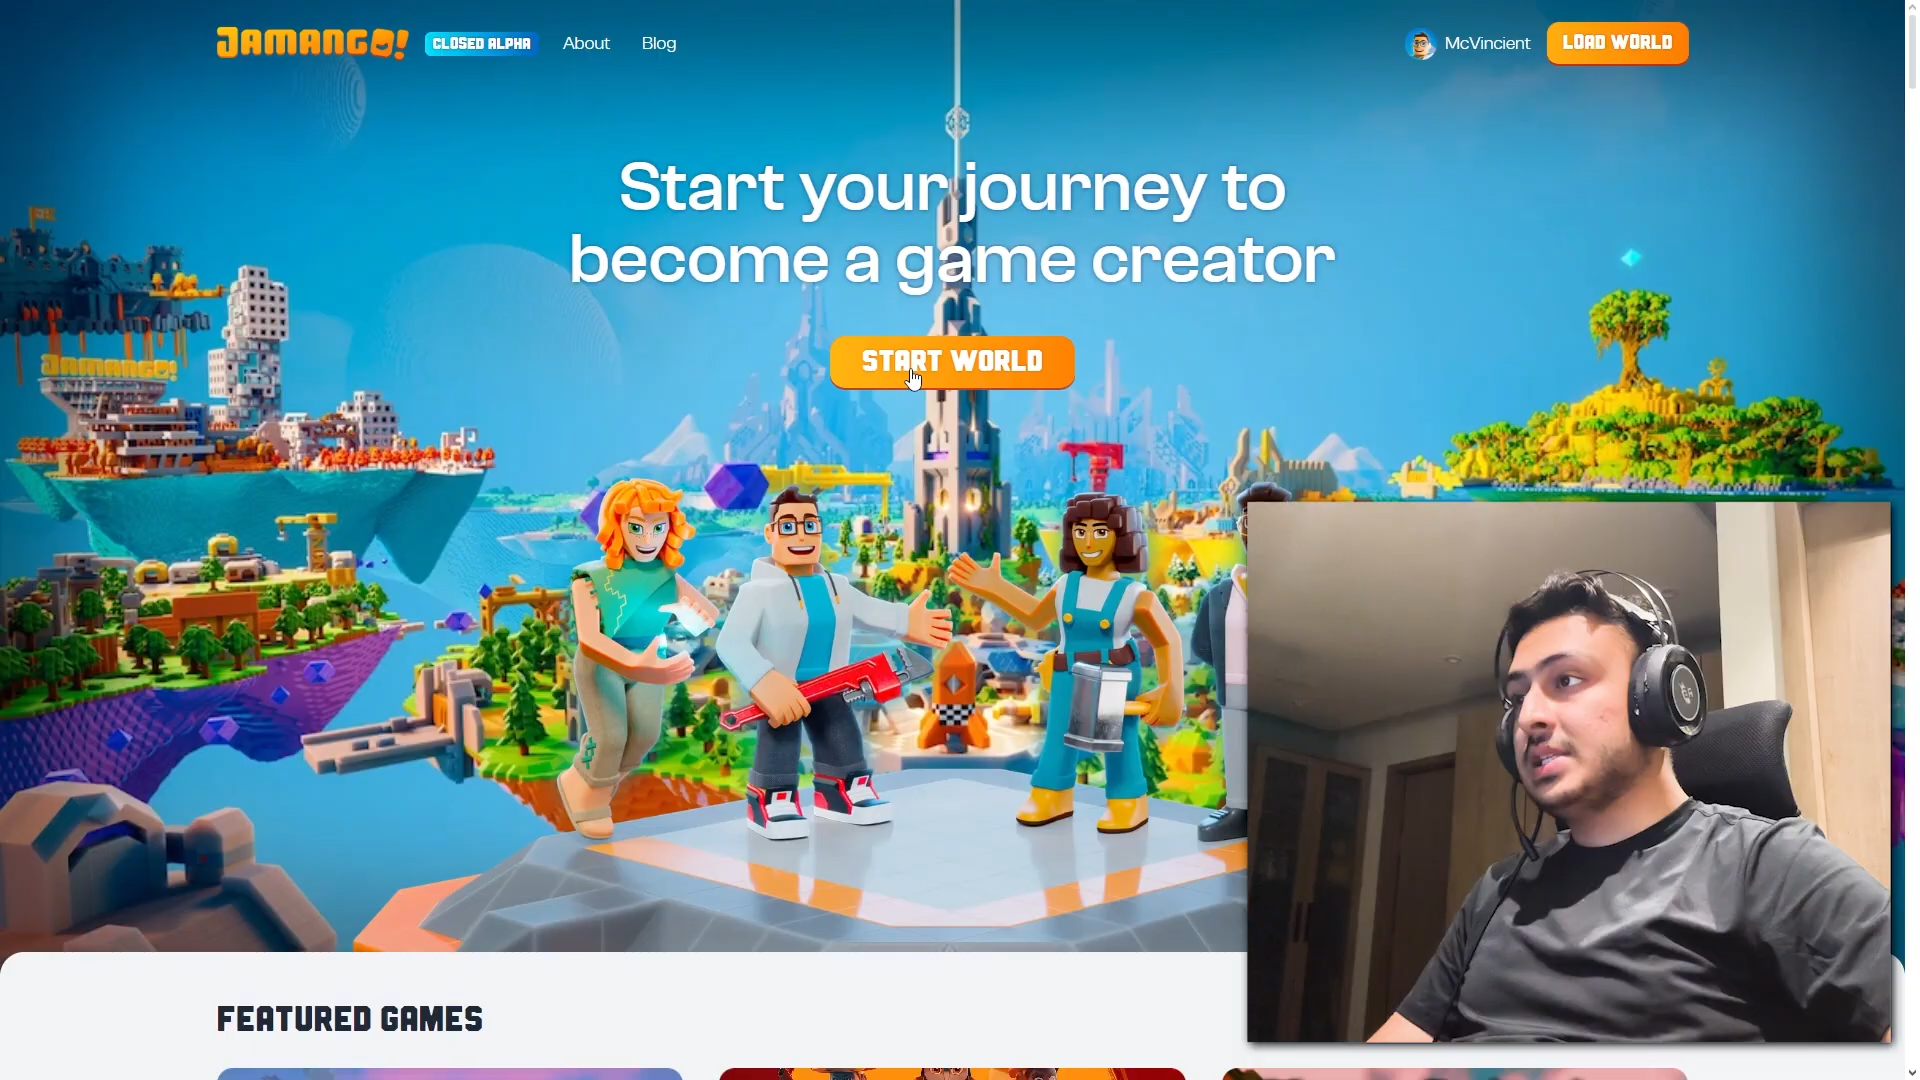 JAMANGO!
CLOSED ALPHA
About
Blog
McVincient
LOAD WORLD
Start your journey to
become a game creator
START WORLD
JAMANGO!
FEATURED GAMES